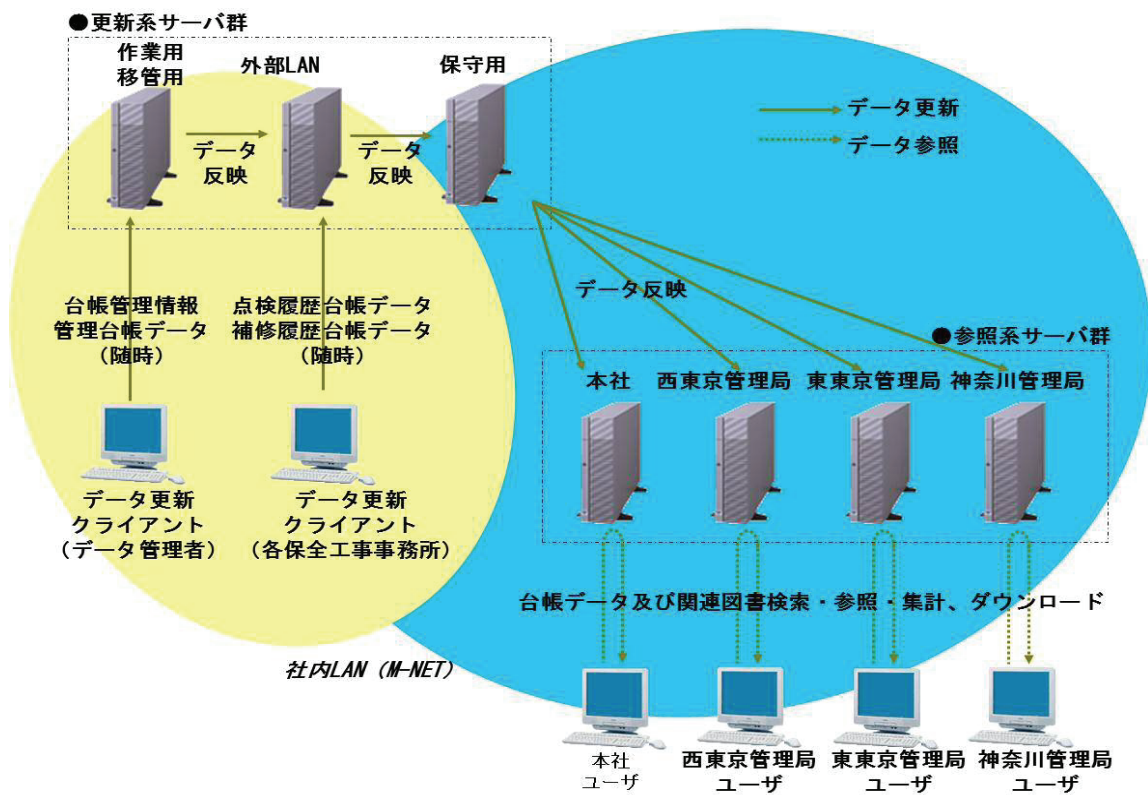 ●更新系サーバ群
作業用
移管用
外部LAN
保守用
データ
反映
データ
反映
データ更新
データ参照
台帳管理情報
管理台帳データ
（随時）
点検履歴台帳データ
補修履歴台帳データ
（随時）
データ反映
●参照系サーバ群
本社
西東京管理局
東東京管理局
神奈川管理局
データ更新
クライアント
（データ管理者）
データ更新
クライアント
（各保全工事事務所）
台帳データ及び関連図書検索・参照・集計、ダウンロード
社内LAN（M-NET）
本社
ユーザ
西東京管理局
ユーザ
東東京管理局
ユーザ
神奈川管理局
ユーザ